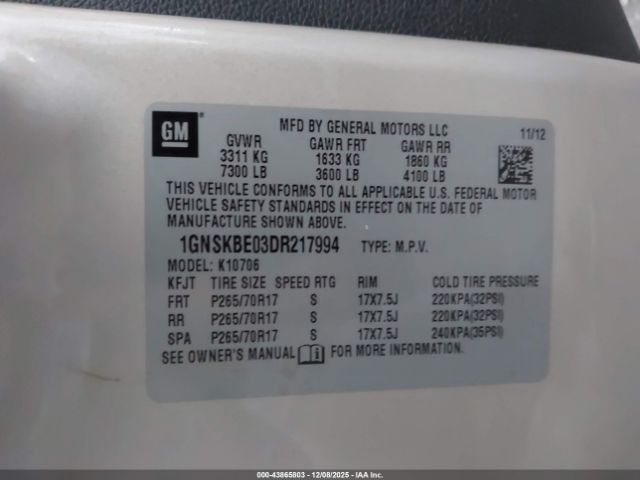 GM
MFD BY GENERAL MOTORS LLC 11/12
GVWR GAWR FRT GAWR RR
3311 KG 1633 KG 1860 KG
7300 LB 3600 LB 4100 LB
THIS VEHICLE CONFORMS TO ALL APPLICABLE U.S. FEDERAL MOTOR
VEHICLE SAFETY STANDARDS IN EFFECT ON THE DATE OF
MANUFACTURE SHOWN ABOVE.
1GNSKBE03DR217994 TYPE: M.P.V.
MODEL: K10706
KFJT TIRE SIZE SPEED RTG RIM COLD TIRE PRESSURE
FRT P265/70R17 S 17X7.5J 220KPA(32PSI)
RR P265/70R17 S 17X7.5J 220KPA(32PSI)
SPA P265/70R17 S 17X7.5J 240KPA(35PSI)
SEE OWNER'S MANUAL FOR MORE INFORMATION.
000-43865803 - 12/08/2025 - IAA Inc.